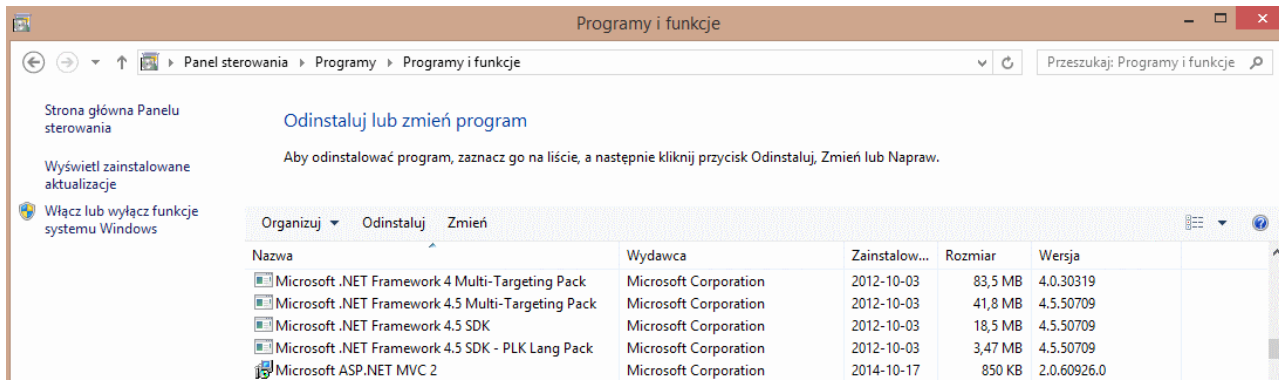 Programy i funkcje
Panel sterowania Programy Programy i funkcje
Przeszukaj: Programy i funkcje
Strona główna Panelu
sterowania
Wyświetl zainstalowane
aktualizacje
Włącz lub wyłącz funkcje
systemu Windows
Odinstaluj lub zmień program
Aby odinstalować program, zaznacz go na liście, a następnie kliknij przycisk Odinstaluj, Zmień lub Napraw.
Organizuj Odinstaluj Zmień
Nazwa Wydawca Zainstalow... Rozmiar Wersja
Microsoft .NET Framework 4 Multi-Targeting Pack Microsoft Corporation 2012-10-03 83,5 MB 4.0.30319
Microsoft .NET Framework 4.5 Multi-Targeting Pack Microsoft Corporation 2012-10-03 41,8 MB 4.5.50709
Microsoft .NET Framework 4.5 SDK Microsoft Corporation 2012-10-03 18,5 MB 4.5.50709
Microsoft .NET Framework 4.5 SDK - PLK Lang Pack Microsoft Corporation 2012-10-03 3,47 MB 4.5.50709
Microsoft ASP.NET MVC 2 Microsoft Corporation 2014-10-17 850 KB 2.0.60926.0